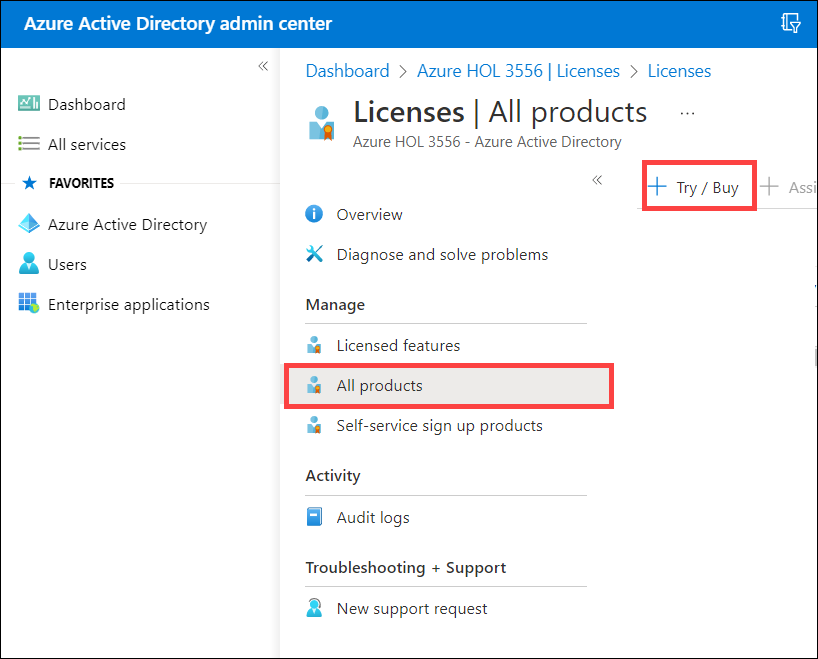 Azure Active Directory admin center
Dashboard
All services
FAVORITES
Azure Active Directory
Users
Enterprise applications
Dashboard > Azure HOL 3556 | Licenses > Licenses
Licenses | All products ...
Azure HOL 3556 - Azure Active Directory
Overview
Diagnose and solve problems
Manage
Licensed features
All products
Self-service sign up products
Activity
Audit logs
Troubleshooting + Support
New support request
+ Try / Buy + Assi